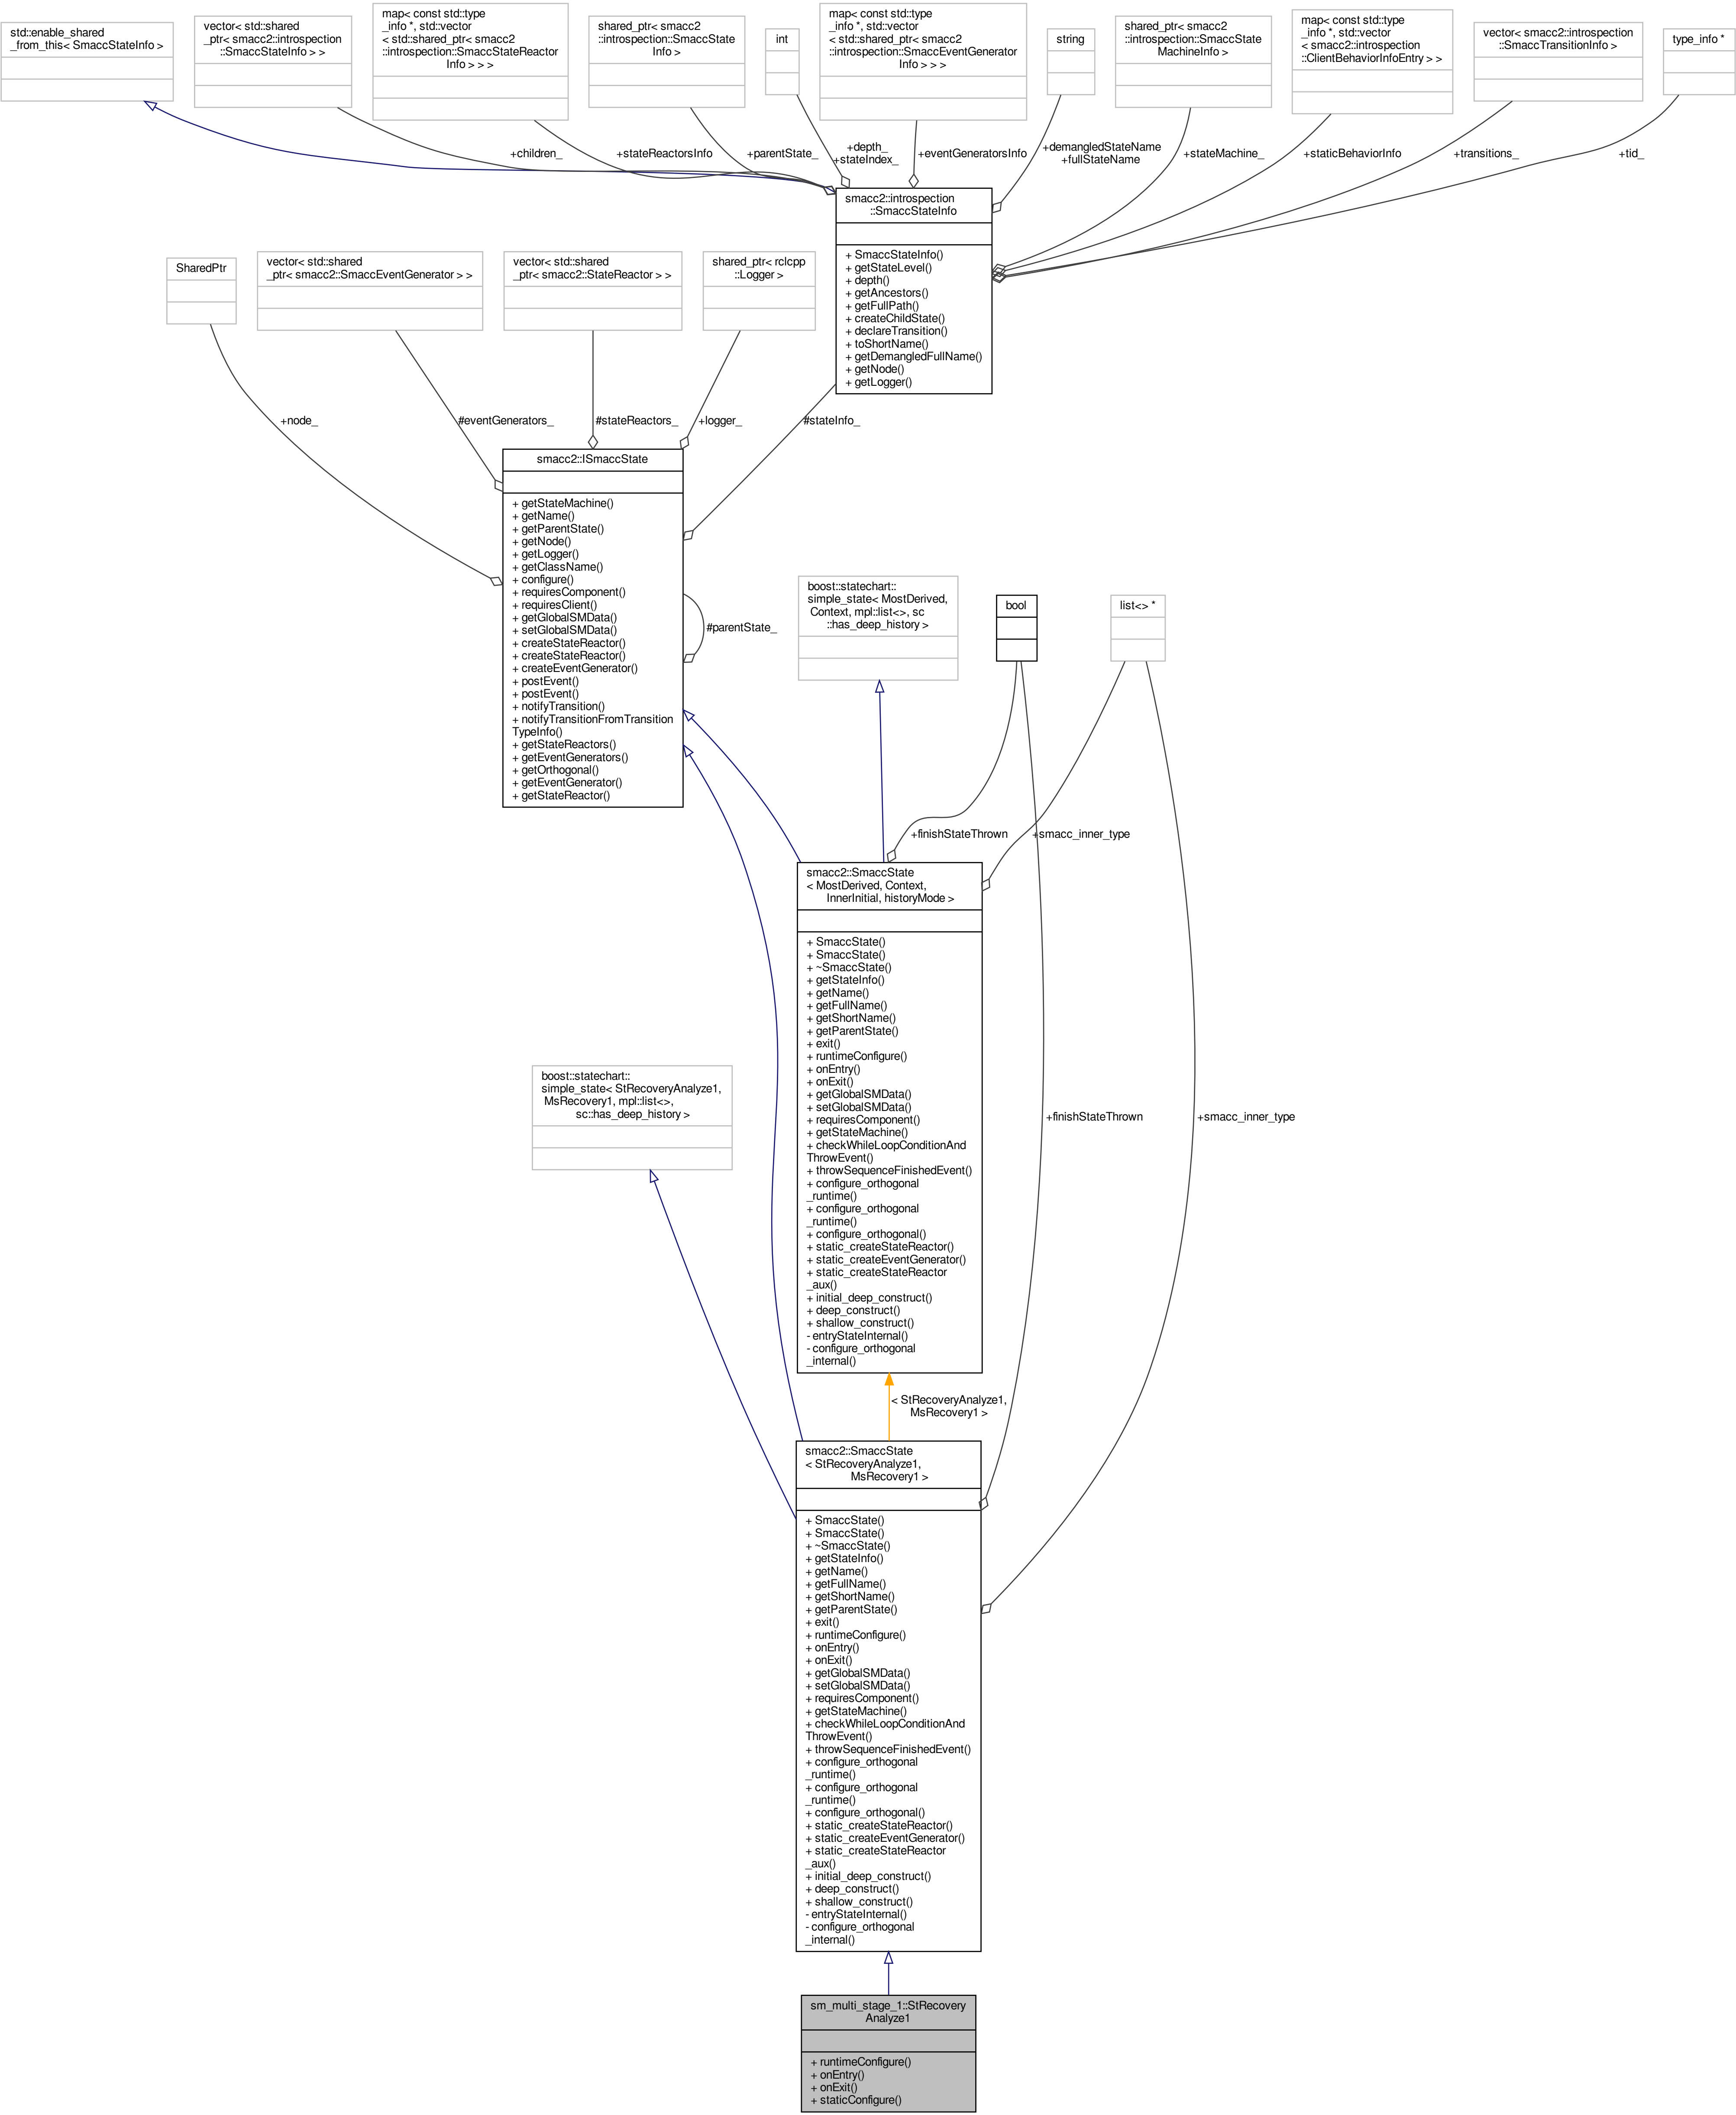 std::enable_shared
_from_this< SmaccStateInfo >
vector< std::shared
_ptr< smacc2::introspection
::SmaccStateInfo > >
map< const std::type
_info *, std::vector
< std::shared_ptr< smacc2
::introspection::SmaccStateReactor
Info > > >
shared_ptr< smacc2
::introspection::SmaccState
Info >
int
map< const std::type
_info *, std::vector
< std::shared_ptr< smacc2
::introspection::SmaccEventGenerator
Info > > >
string
shared_ptr< smacc2
::introspection::SmaccState
MachineInfo >
map< const std::type
_info *, std::vector
< smacc2::introspection
::ClientBehaviorInfoEntry > >
vector< smacc2::introspection
::SmaccTransitionInfo >
type_info *
+children_
+stateReactorsInfo
+parentState_
+depth_
+stateIndex_
+eventGeneratorsInfo
+demangledStateName
+fullStateName
+stateMachine_
+staticBehaviorInfo
+transitions_
+tid_
smacc2::introspection
::SmaccStateInfo
+ SmaccStateInfo()
+ getStateLevel()
+ depth()
+ getAncestors()
+ getFullPath()
+ createChildState()
+ declareTransition()
+ toShortName()
+ getDemangledFullName()
+ getNode()
+ getLogger()
SharedPtr
vector< std::shared
_ptr< smacc2::SmaccEventGenerator > >
vector< std::shared
_ptr< smacc2::StateReactor > >
shared_ptr< rclcpp
::Logger >
+node_
#eventGenerators_
#stateReactors_
+logger_
#stateInfo_
smacc2::ISmaccState
+ getStateMachine()
+ getName()
+ getParentState()
+ getNode()
+ getLogger()
+ getClassName()
+ configure()
+ requiresComponent()
+ requiresClient()
+ getGlobalSMData()
+ setGlobalSMData()
+ createStateReactor()
+ createStateReactor()
+ createEventGenerator()
+ postEvent()
+ postEvent()
+ notifyTransition()
+ notifyTransitionFromTransition
TypeInfo()
+ getStateReactors()
+ getEventGenerators()
+ getOrthogonal()
+ getEventGenerator()
+ getStateReactor()
#parentState_
boost::statechart::
simple_state< MostDerived,
Context, mpl::list<>, sc
::has_deep_history >
bool
list<> *
+finishStateThrown
+smacc_inner_type
smacc2::SmaccState
< MostDerived, Context,
InnerInitial, historyMode >
+ SmaccState()
+ SmaccState()
+ ~SmaccState()
+ getStateInfo()
+ getName()
+ getFullName()
+ getShortName()
+ getParentState()
+ exit()
+ runtimeConfigure()
+ onEntry()
+ onExit()
+ getGlobalSMData()
+ setGlobalSMData()
+ requiresComponent()
+ getStateMachine()
+ checkWhileLoopConditionAnd
ThrowEvent()
+ throwSequenceFinishedEvent()
+ configure_orthogonal
_runtime()
+ configure_orthogonal
_runtime()
+ configure_orthogonal()
+ static_createStateReactor()
+ static_createEventGenerator()
+ static_createStateReactor
_aux()
+ initial_deep_construct()
+ deep_construct()
+ shallow_construct()
- entryStateInternal()
- configure_orthogonal
_internal()
boost::statechart::
simple_state< StRecoveryAnalyze1,
MsRecovery1, mpl::list<>,
sc::has_deep_history >
+finishStateThrown
+smacc_inner_type
< StRecoveryAnalyze1,
MsRecovery1 >
smacc2::SmaccState
< StRecoveryAnalyze1,
MsRecovery1 >
+ SmaccState()
+ SmaccState()
+ ~SmaccState()
+ getStateInfo()
+ getName()
+ getFullName()
+ getShortName()
+ getParentState()
+ exit()
+ runtimeConfigure()
+ onEntry()
+ onExit()
+ getGlobalSMData()
+ setGlobalSMData()
+ requiresComponent()
+ getStateMachine()
+ checkWhileLoopConditionAnd
ThrowEvent()
+ throwSequenceFinishedEvent()
+ configure_orthogonal
_runtime()
+ configure_orthogonal
_runtime()
+ configure_orthogonal()
+ static_createStateReactor()
+ static_createEventGenerator()
+ static_createStateReactor
_aux()
+ initial_deep_construct()
+ deep_construct()
+ shallow_construct()
- entryStateInternal()
- configure_orthogonal
_internal()
sm_multi_stage_1::StRecovery
Analyze1
+ runtimeConfigure()
+ onEntry()
+ onExit()
+ staticConfigure()